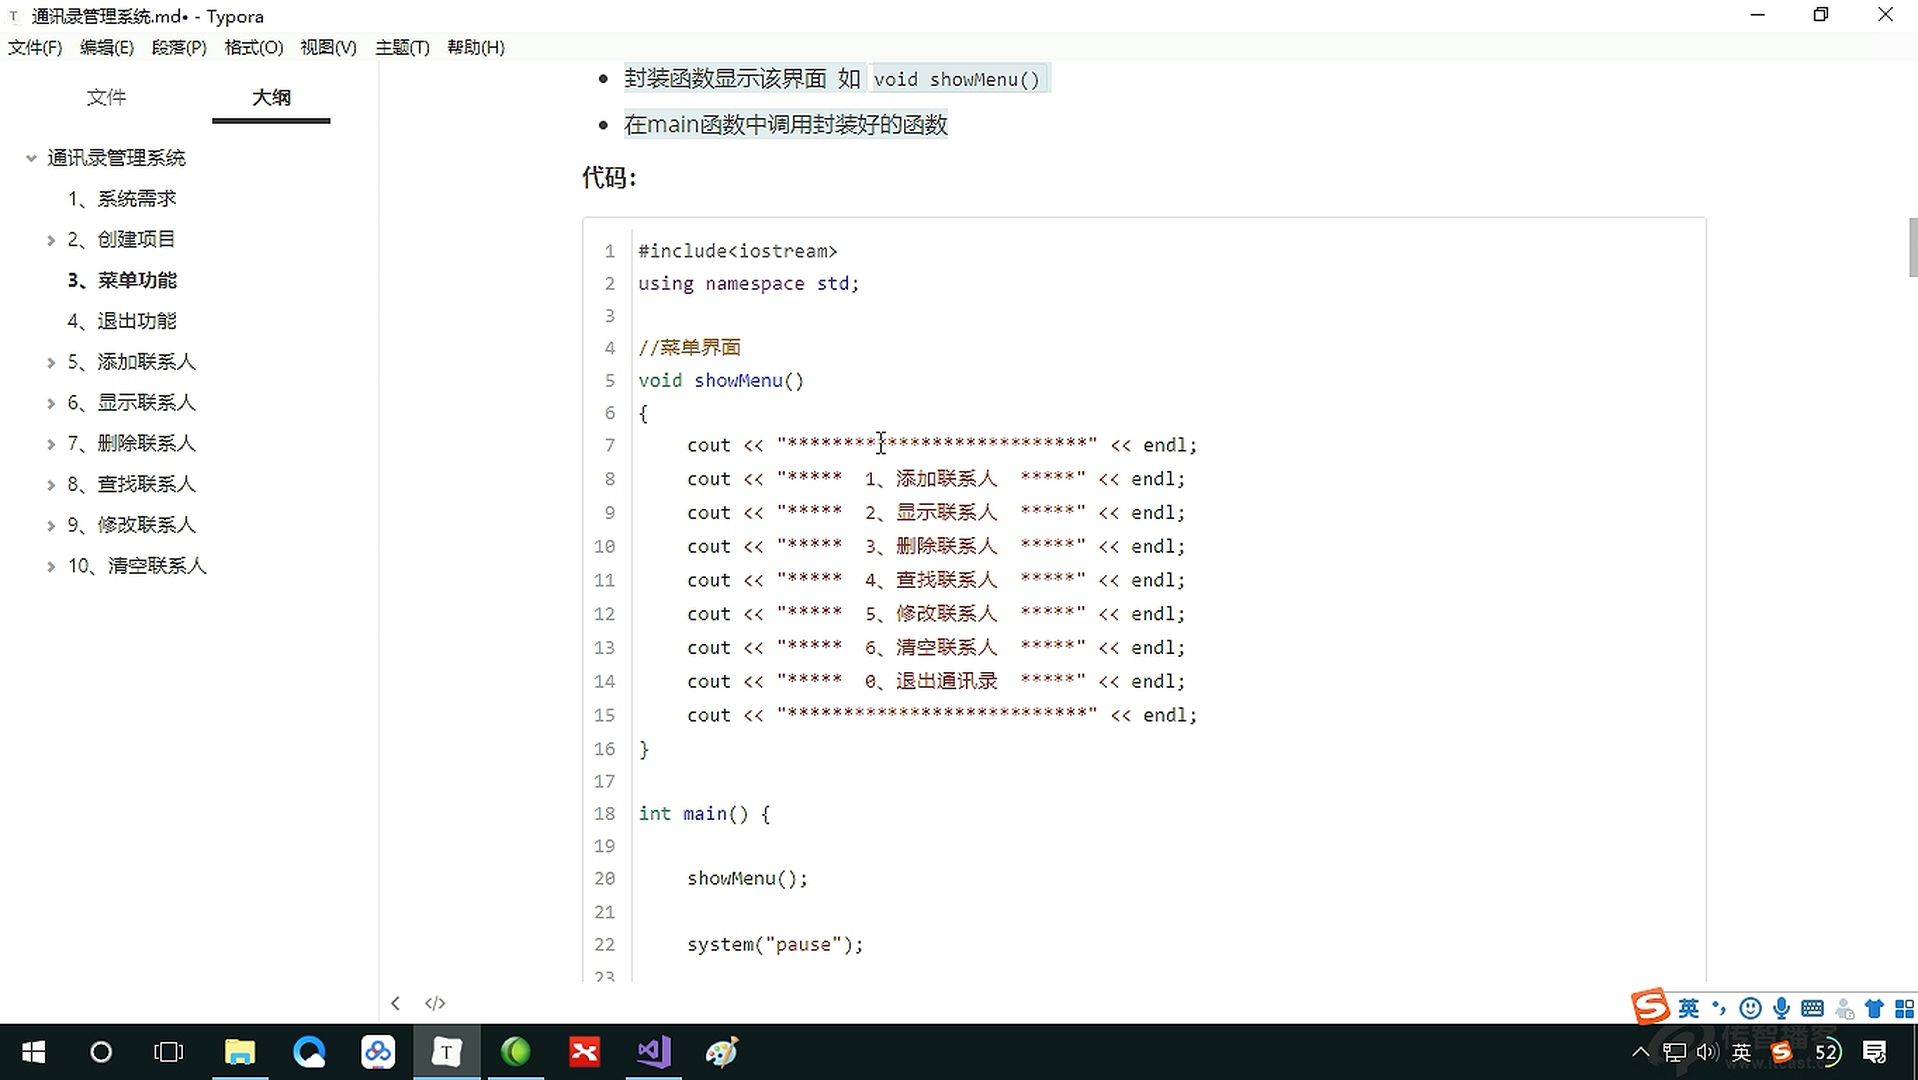 通讯录管理系统.md• - Typora
文件(F) 编辑(E) 段落(P) 格式(O) 视图(V) 主题(T) 帮助(H)
文件 大纲
通讯录管理系统
1、系统需求
2、创建项目
3、菜单功能
4、退出功能
5、添加联系人
6、显示联系人
7、删除联系人
8、查找联系人
9、修改联系人
10、清空联系人
• 封装函数显示该界面 如 void showMenu()
• 在main函数中调用封装好的函数
代码:
1 #include<iostream>
2 using namespace std;
3
4 //菜单界面
5 void showMenu()
6 {
7 cout << "***************************" << endl;
8 cout << "*****  1、添加联系人  *****" << endl;
9 cout << "*****  2、显示联系人  *****" << endl;
10 cout << "*****  3、删除联系人  *****" << endl;
11 cout << "*****  4、查找联系人  *****" << endl;
12 cout << "*****  5、修改联系人  *****" << endl;
13 cout << "*****  6、清空联系人  *****" << endl;
14 cout << "*****  0、退出通讯录  *****" << endl;
15 cout << "***************************" << endl;
16 }
17
18 int main() {
19
20 showMenu();
21
22 system("pause");
23
英
英 52
传智播客